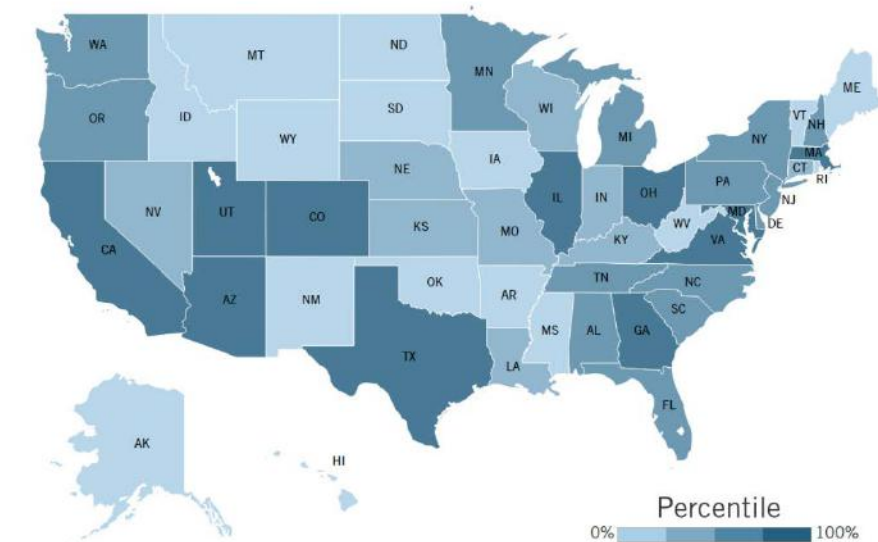 WA
MT
ND
MN
ME
OR
ID
SD
WI
VT
NH
WY
MI
NY
MA
IA
CT
RI
NE
PA
NJ
NV
UT
CO
IL
IN
OH
MD
DE
KS
MO
WV
VA
CA
KY
AZ
NM
OK
TN
NC
AR
SC
MS
AL
GA
TX
LA
FL
AK
HI
Percentile
0% 100%